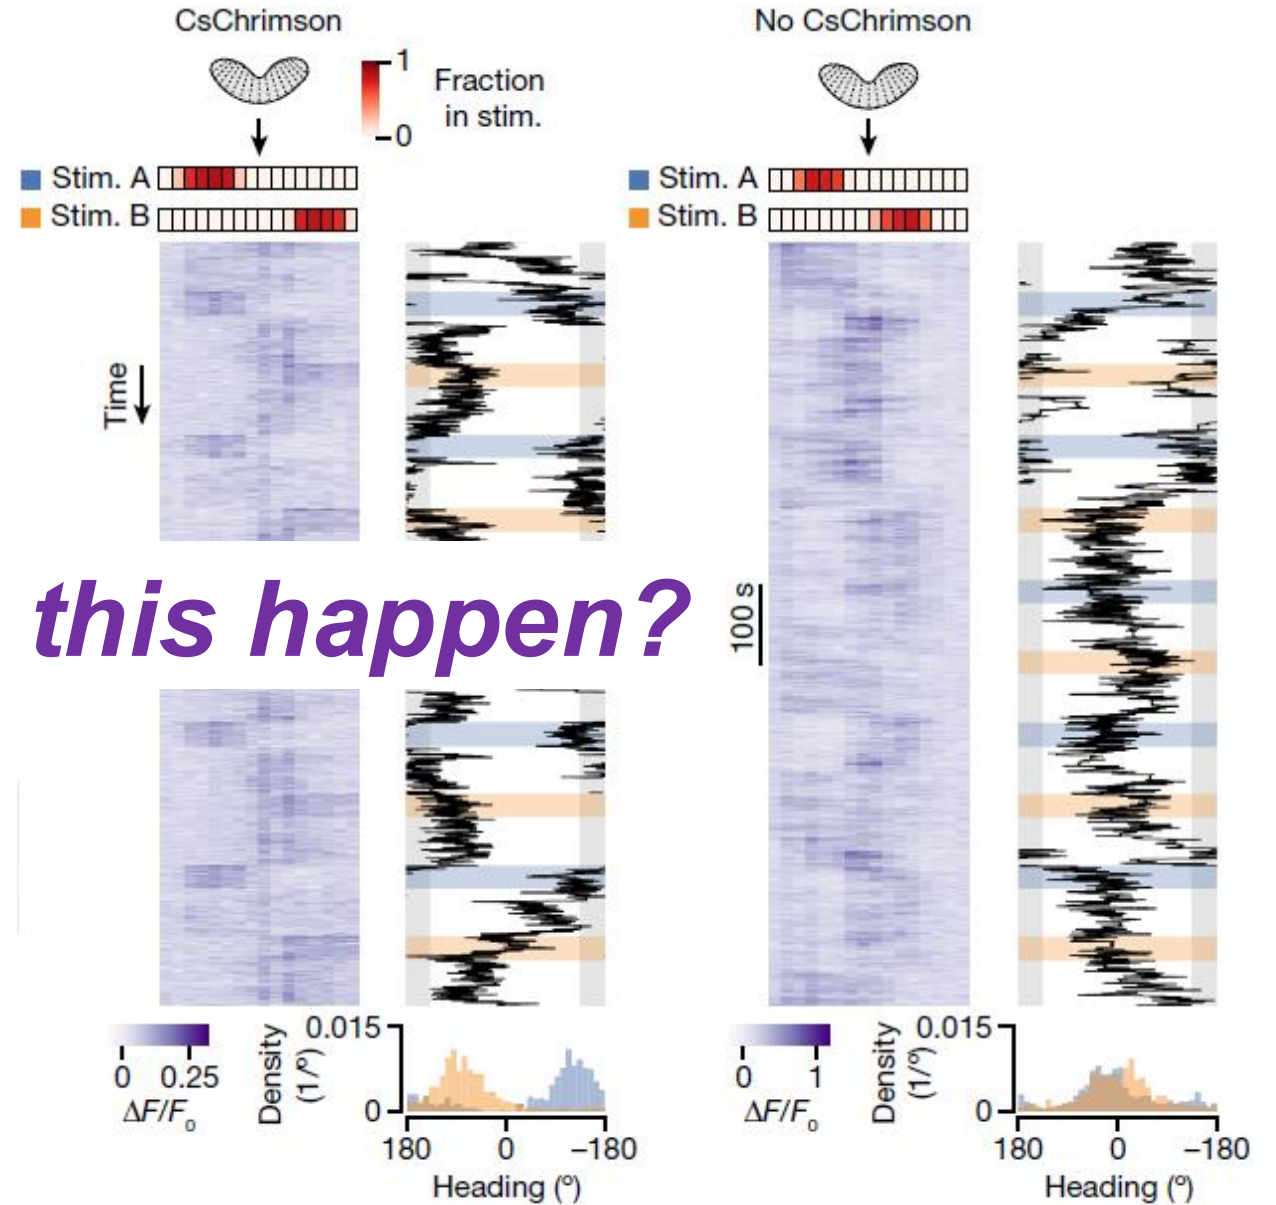 CsChrimson
No CsChrimson
1
0
Fraction
in stim.
Stim. A
Stim. B
Stim. A
Stim. B
Time
this happen?
100 s
0 0.25
ΔF/Fo
Density
(1/º)
0.015
0
180 0 −180
Heading (º)
0 1
ΔF/Fo
Density
(1/º)
0.015
0
180 0 −180
Heading (º)